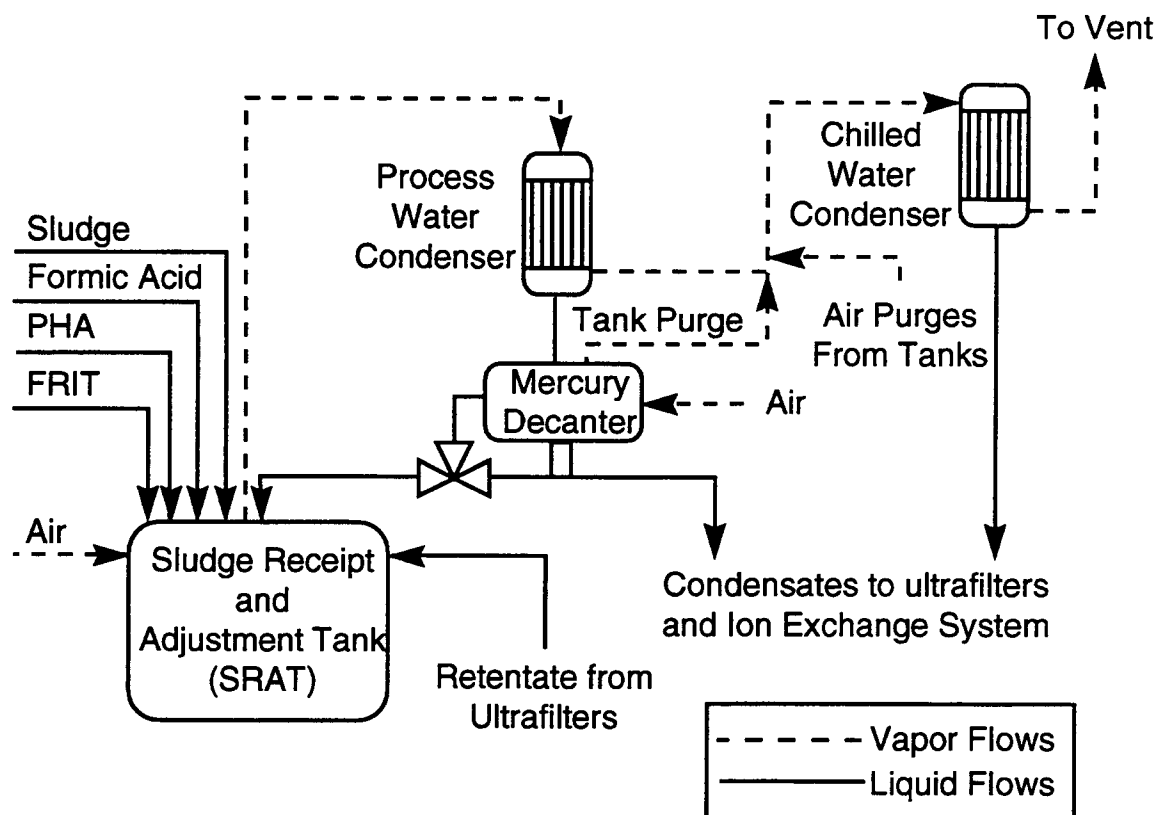 To Vent
Chilled
Water
Condenser
Process
Water
Condenser
Sludge
Formic Acid
PHA
FRIT
Tank Purge
Air Purges
From Tanks
Mercury
Decanter
Air
Air
Sludge Receipt
and
Adjustment Tank
(SRAT)
Condensates to ultrafilters
and Ion Exchange System
Retentate from
Ultrafilters
Vapor Flows
Liquid Flows